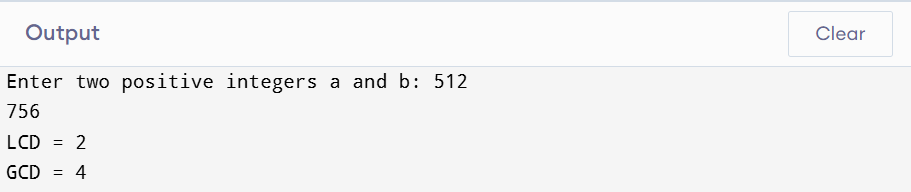 Output
Clear
Enter two positive integers a and b: 512
756
LCD = 2
GCD = 4